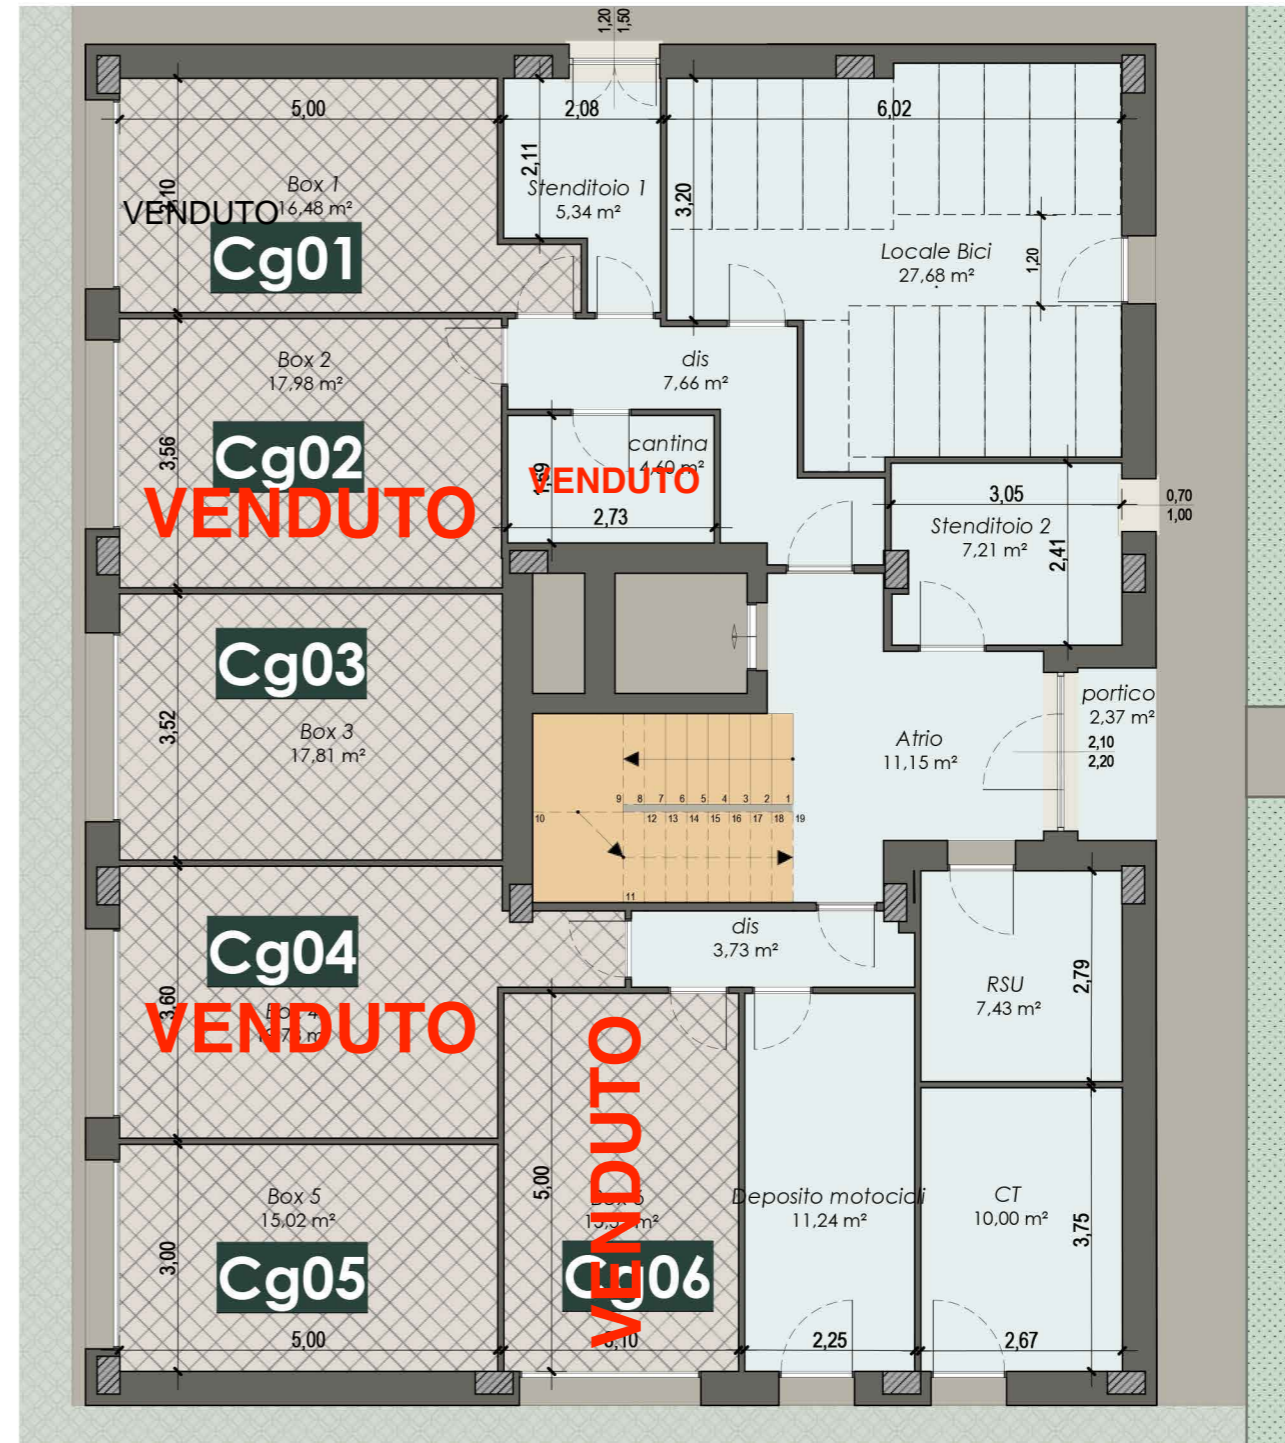 1,20
1,50
5,00
2,08
6,02
2,11
3,20
Box 1
16,48 m²
VENDUTO
Cg01
Stenditoio 1
5,34 m²
Locale Bici
27,68 m²
1,20
Box 2
17,98 m²
dis
7,66 m²
Cg02
3,56
VENDUTO
cantina
4,60 m²
VENDUTO
2,73
3,05
0,70
1,00
Stenditoio 2
7,21 m²
2,41
Cg03
3,52
Box 3
17,81 m²
portico
2,37 m²
2,10
2,20
Atrio
11,15 m²
9 8 7 6 5 4 3 2 1
10 12 13 14 15 16 17 18 19
11
Cg04
3,60
VENDUTO
dis
3,73 m²
RSU
7,43 m²
2,79
VENDUTO
5,00
Box 5
15,02 m²
Cg05
3,00
5,00
Cg06
Deposito motocicli
11,24 m²
CT
10,00 m²
3,75
2,25
2,67